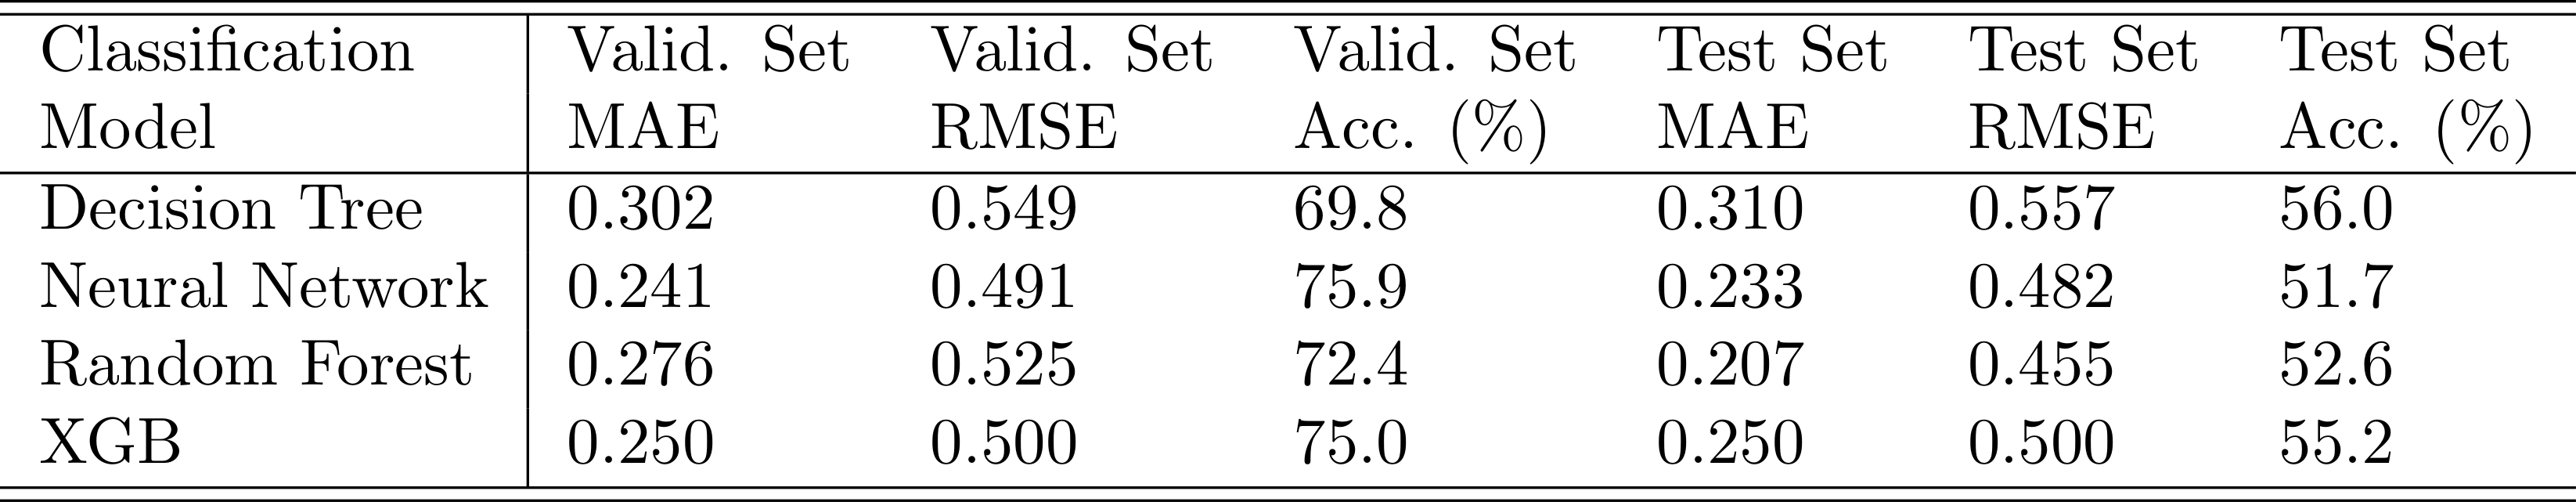 Classification Valid. Set Valid. Set Valid. Set Test Set Test Set Test Set
Model MAE RMSE Acc. (%) MAE RMSE Acc. (%)
Decision Tree 0.302 0.549 69.8 0.310 0.557 56.0
Neural Network 0.241 0.491 75.9 0.233 0.482 51.7
Random Forest 0.276 0.525 72.4 0.207 0.455 52.6
XGB 0.250 0.500 75.0 0.250 0.500 55.2